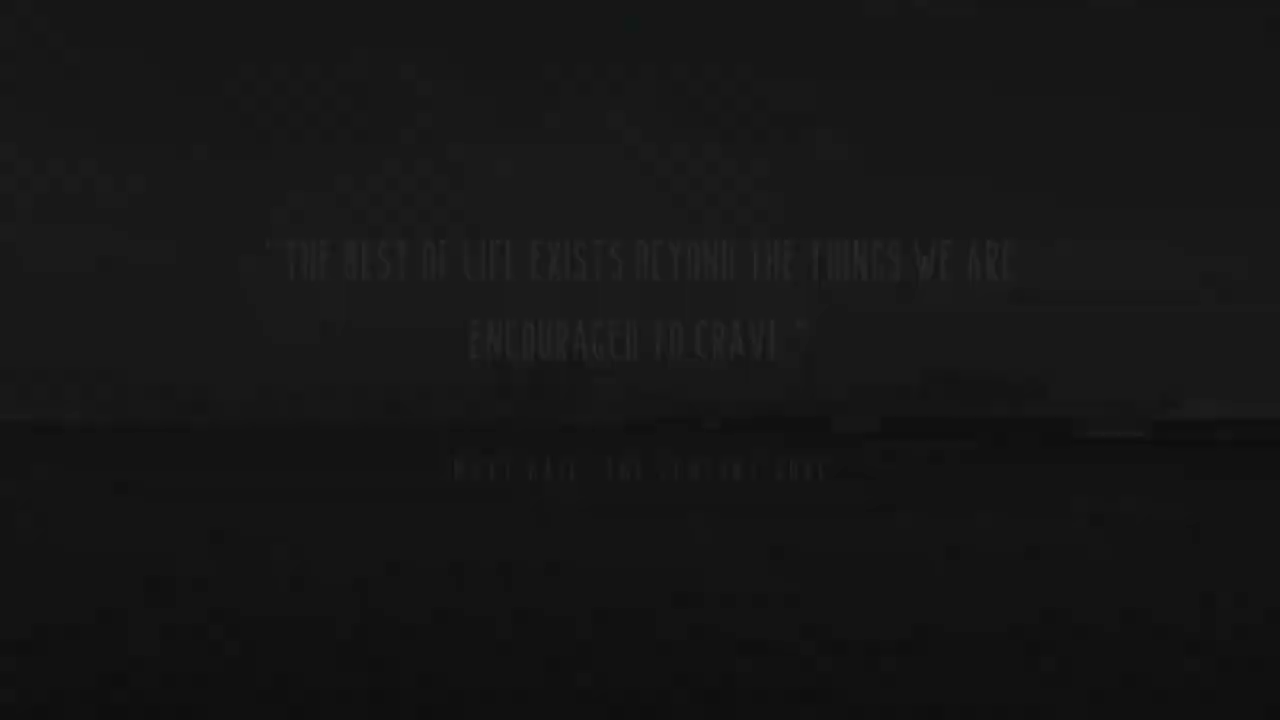 "THE BEST OF LIFE EXISTS BEYOND THE THINGS WE ARE
ENCOURAGED TO CRAVE."